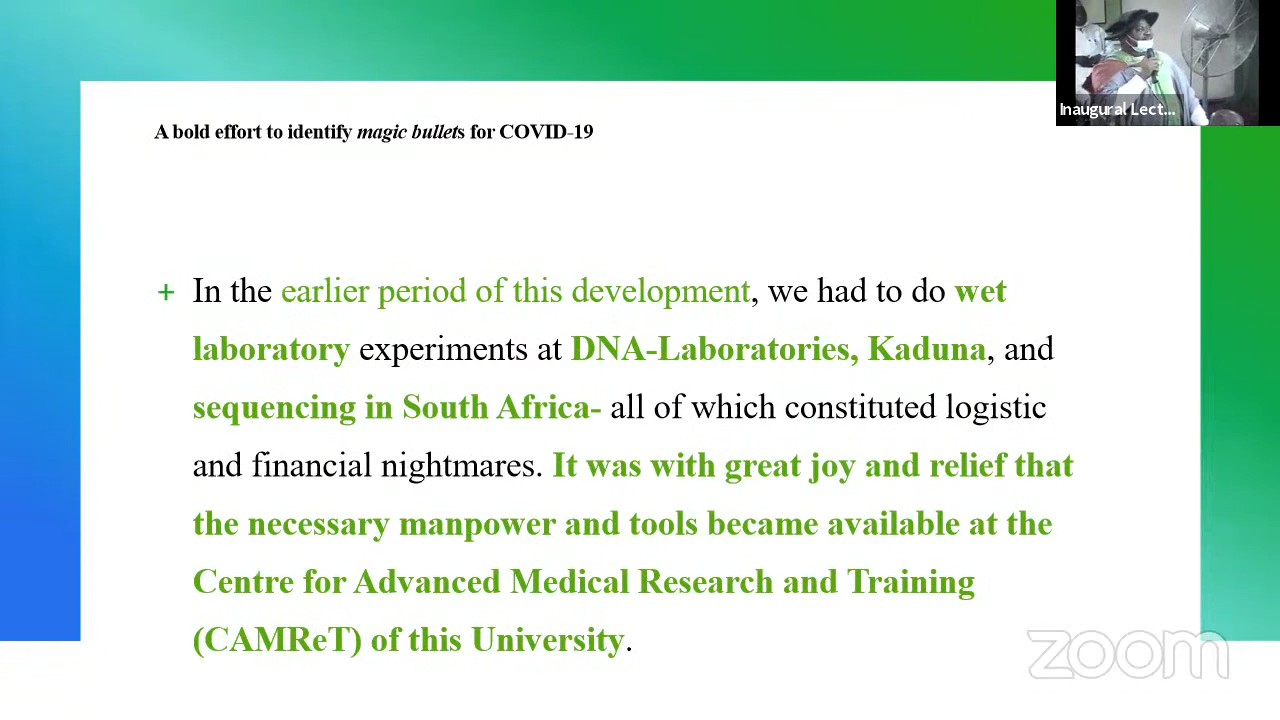 Inaugural Lect...
A bold effort to identify magic bullets for COVID-19
+ In the earlier period of this development, we had to do wet
laboratory experiments at DNA-Laboratories, Kaduna, and
sequencing in South Africa- all of which constituted logistic
and financial nightmares. It was with great joy and relief that
the necessary manpower and tools became available at the
Centre for Advanced Medical Research and Training
(CAMReT) of this University.
zoom